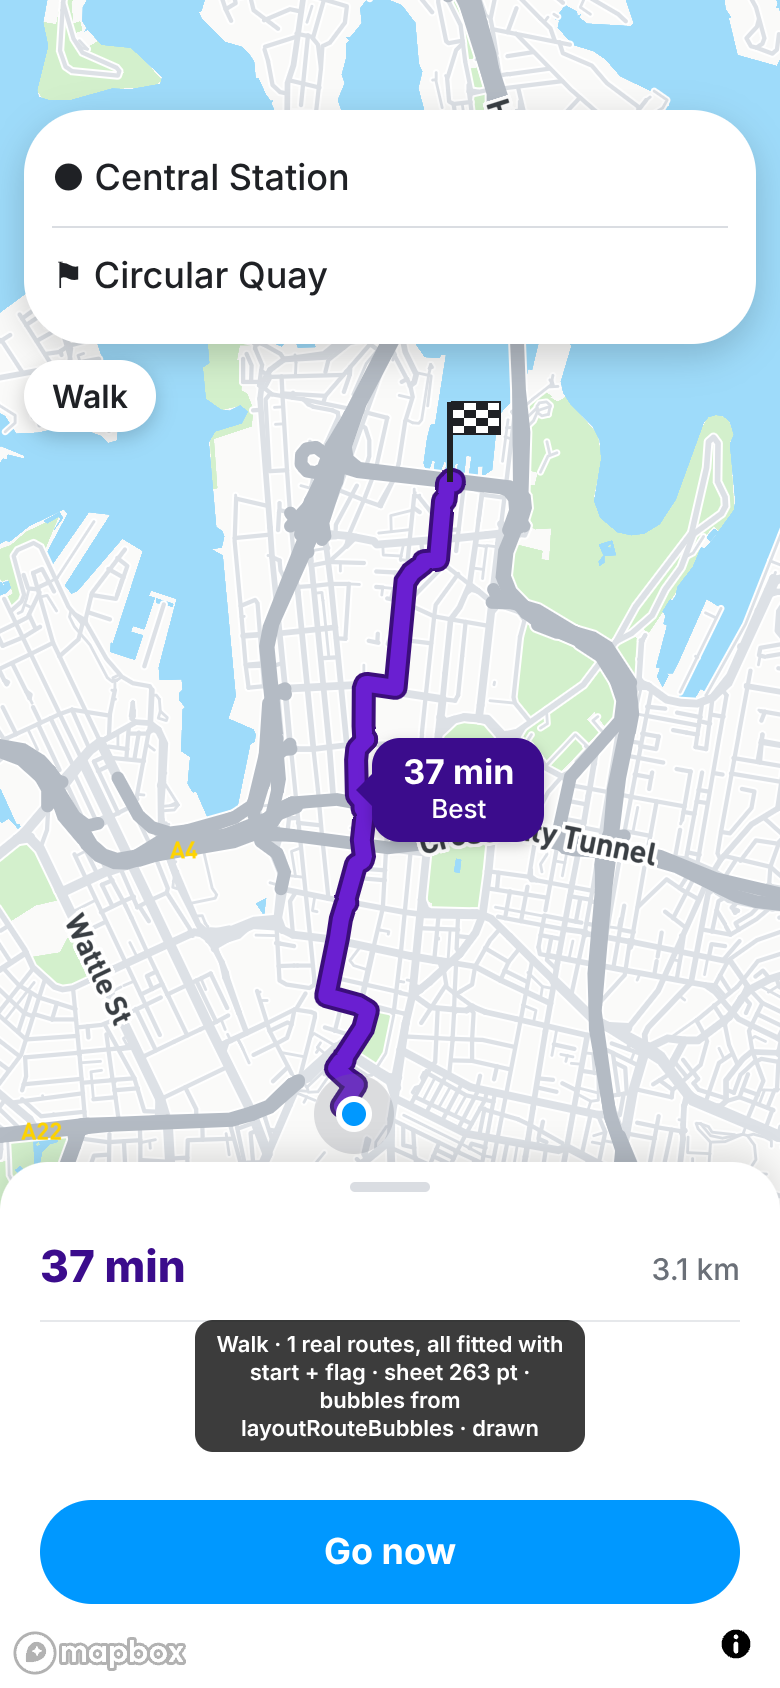 Central Station
Circular Quay
Walk
37 min
Best
Tunnel
A4
Wattle St
A22
37 min
3.1 km
Walk · 1 real routes, all fitted with
start + flag · sheet 263 pt ·
bubbles from
layoutRouteBubbles · drawn
Go now
mapbox